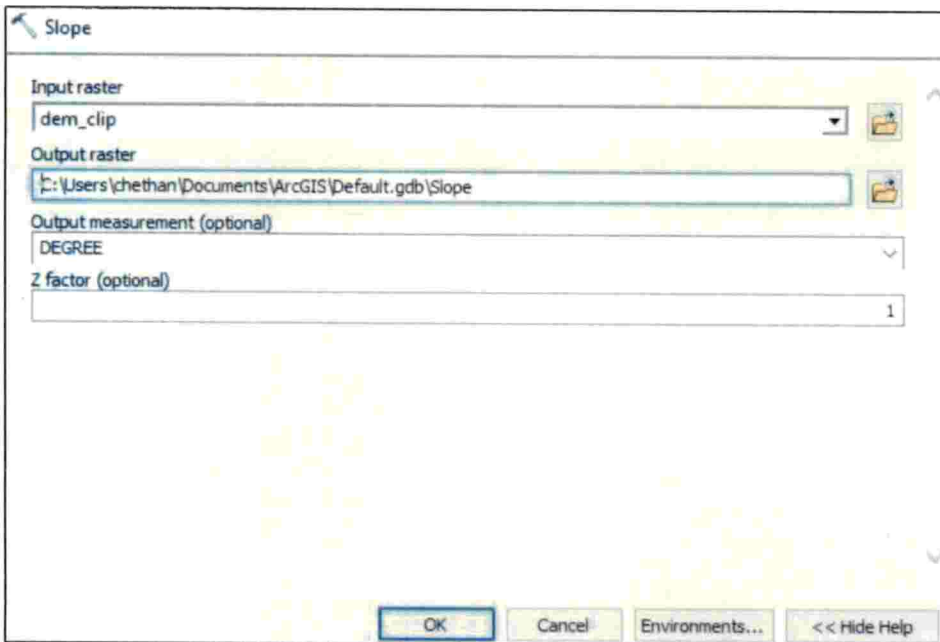 Slope
Input raster
dem_clip
Output raster
C:\Users\chethan\Documents\ArcGIS\Default.gdb\Slope
Output measurement (optional)
DEGREE
Z factor (optional)
1
OK Cancel Environments... << Hide Help